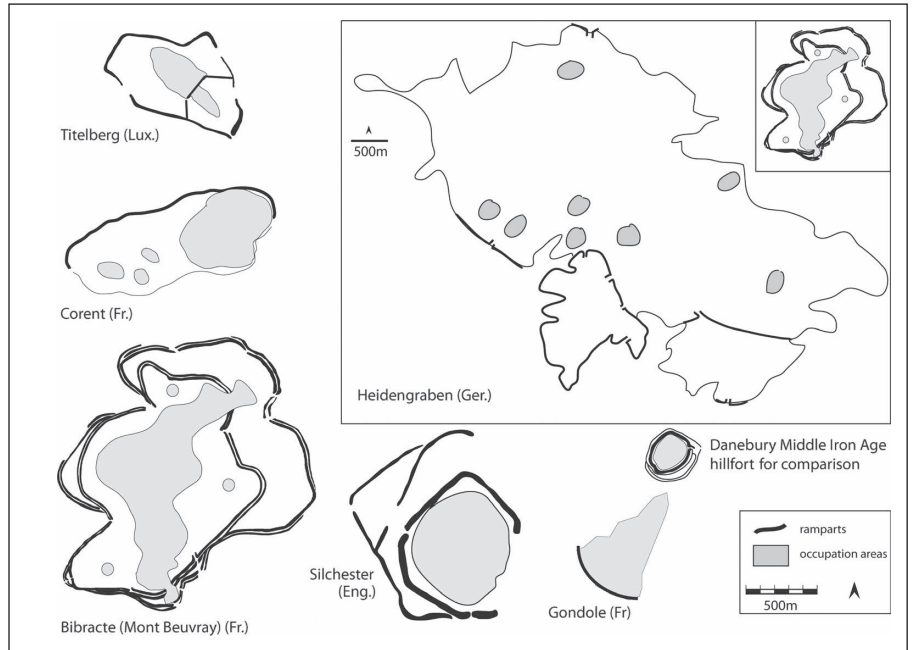 Titelberg (Lux.)
500m
Corent (Fr.)
Heidengraben (Ger.)
Danebury Middle Iron Age
hillfort for comparison
Silchester
(Eng.)
Gondole (Fr)
ramparts
occupation areas
500m
Bibracte (Mont Beuvray) (Fr.)